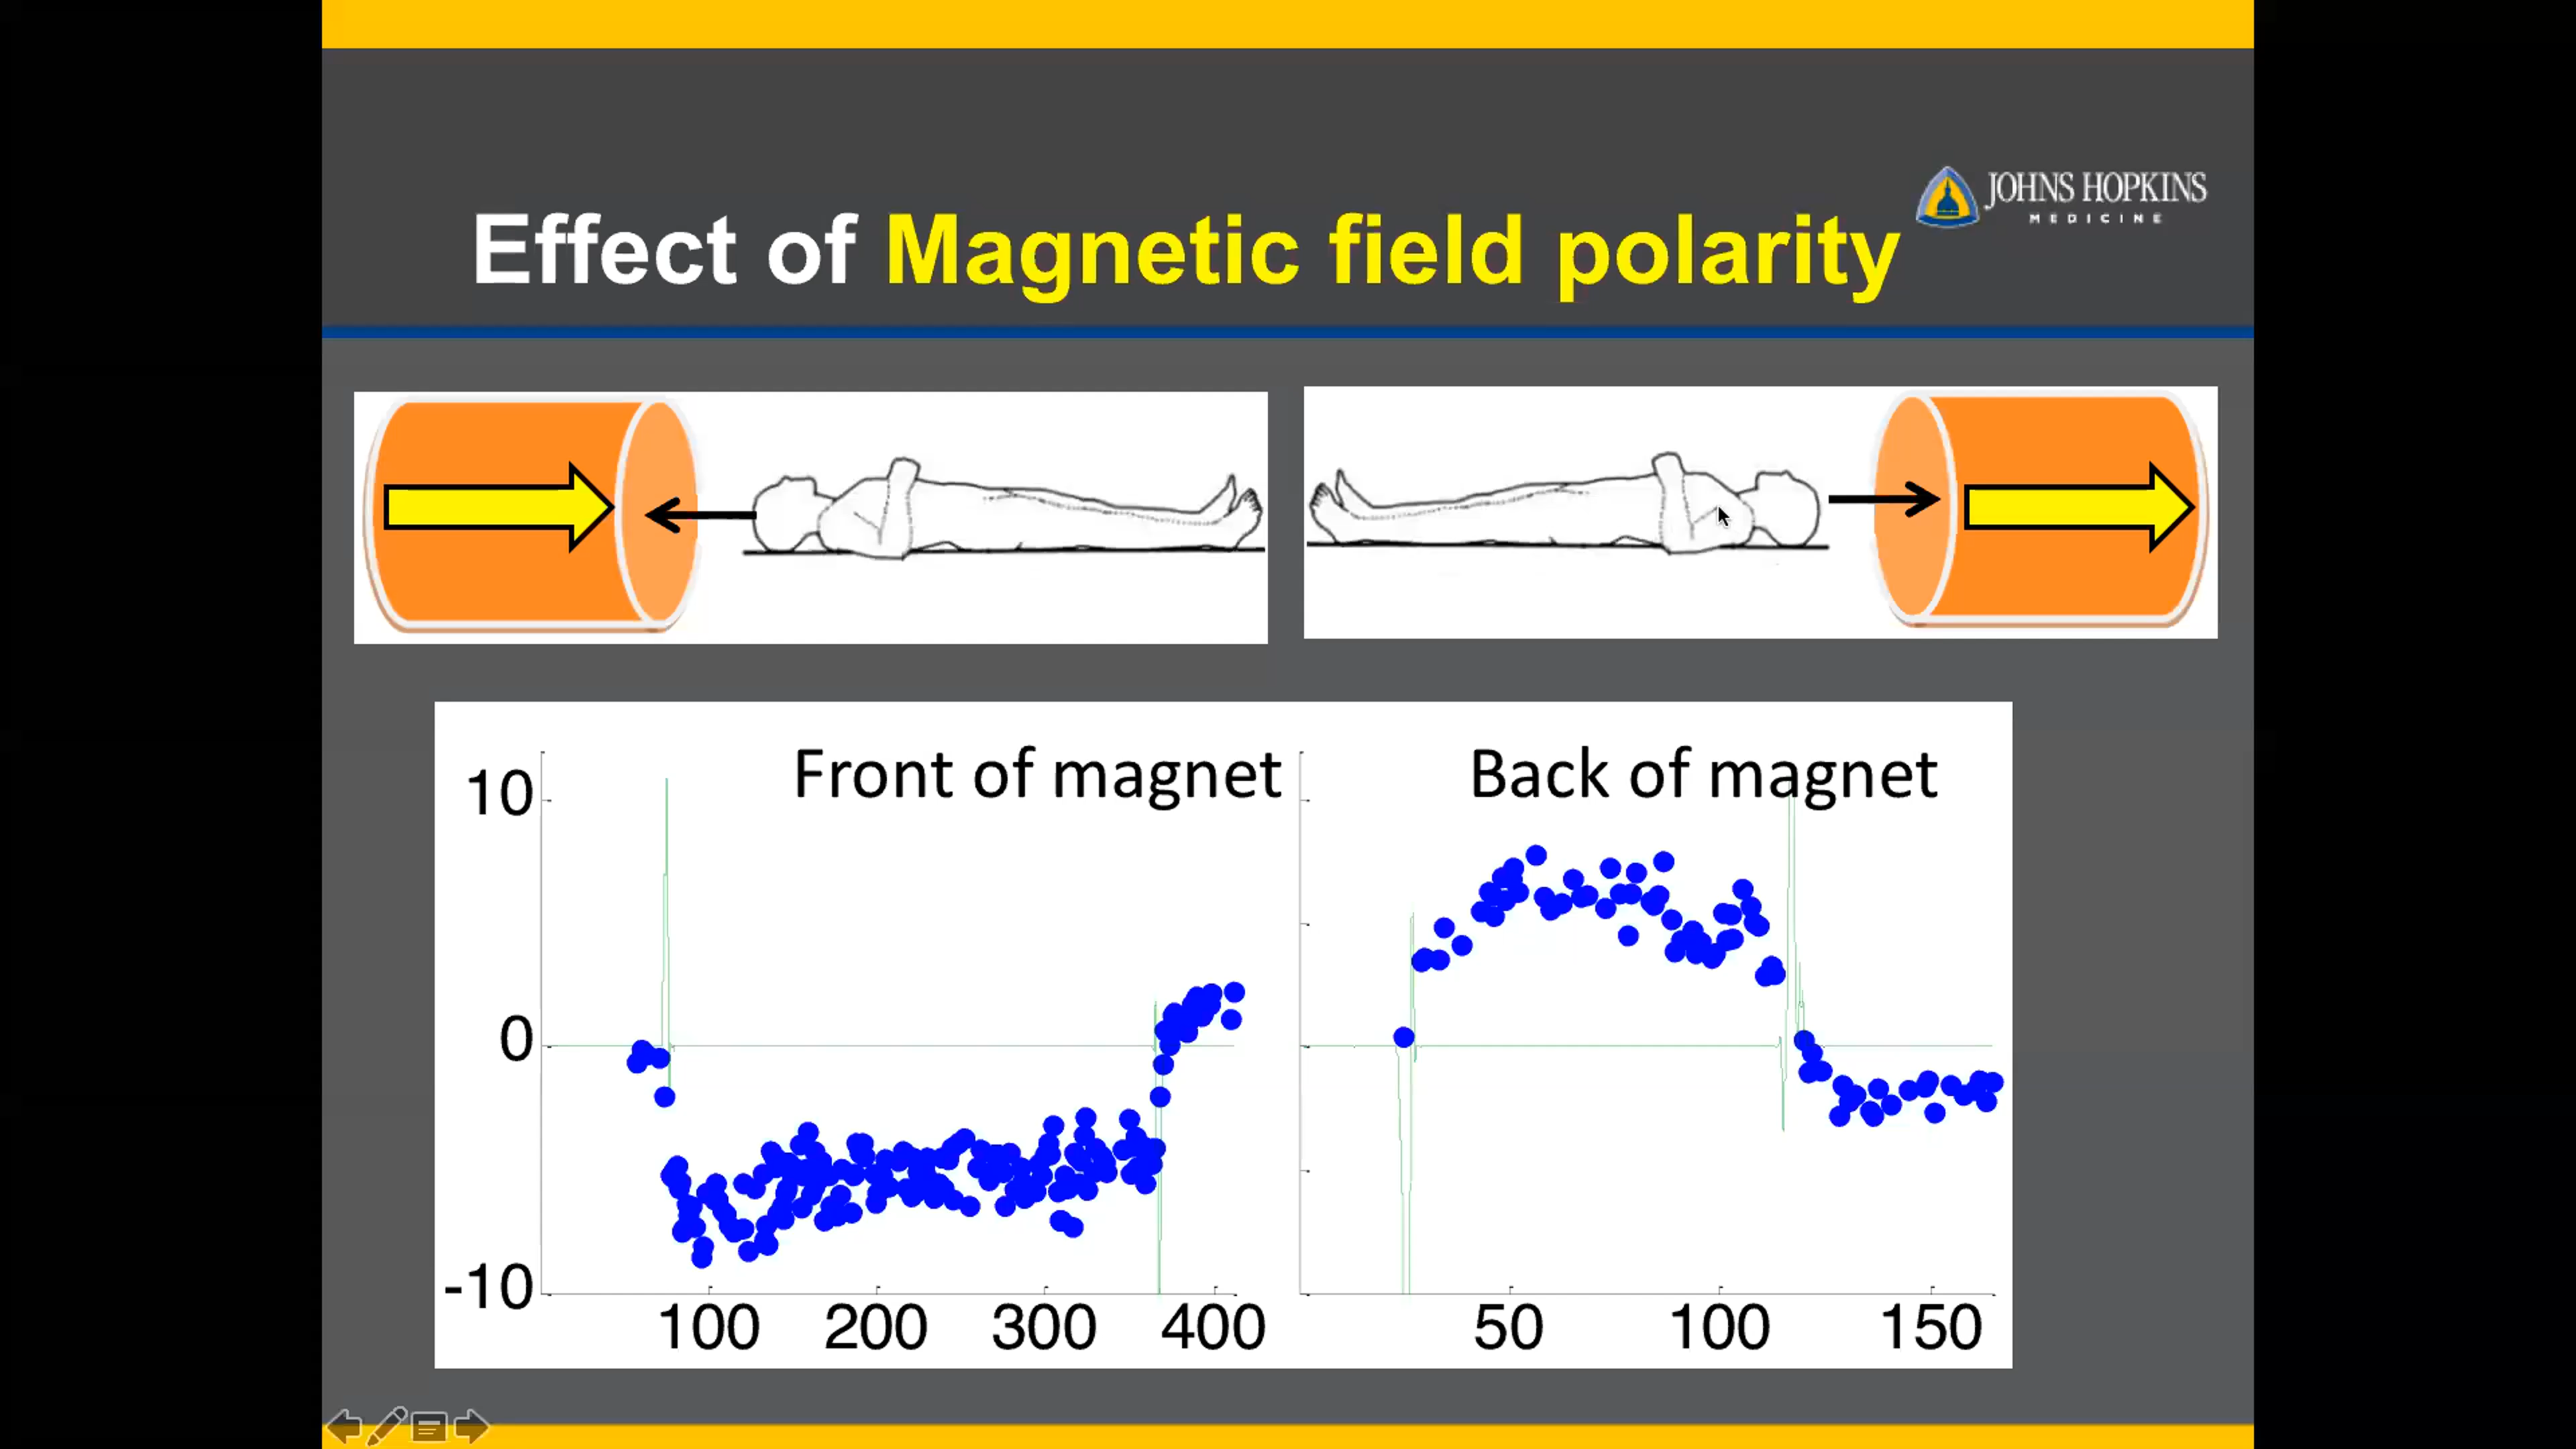 Effect of Magnetic field polarity
JOHNS HOPKINS
MEDICINE
Front of magnet
Back of magnet
10
0
-10
100 200 300 400
50 100 150